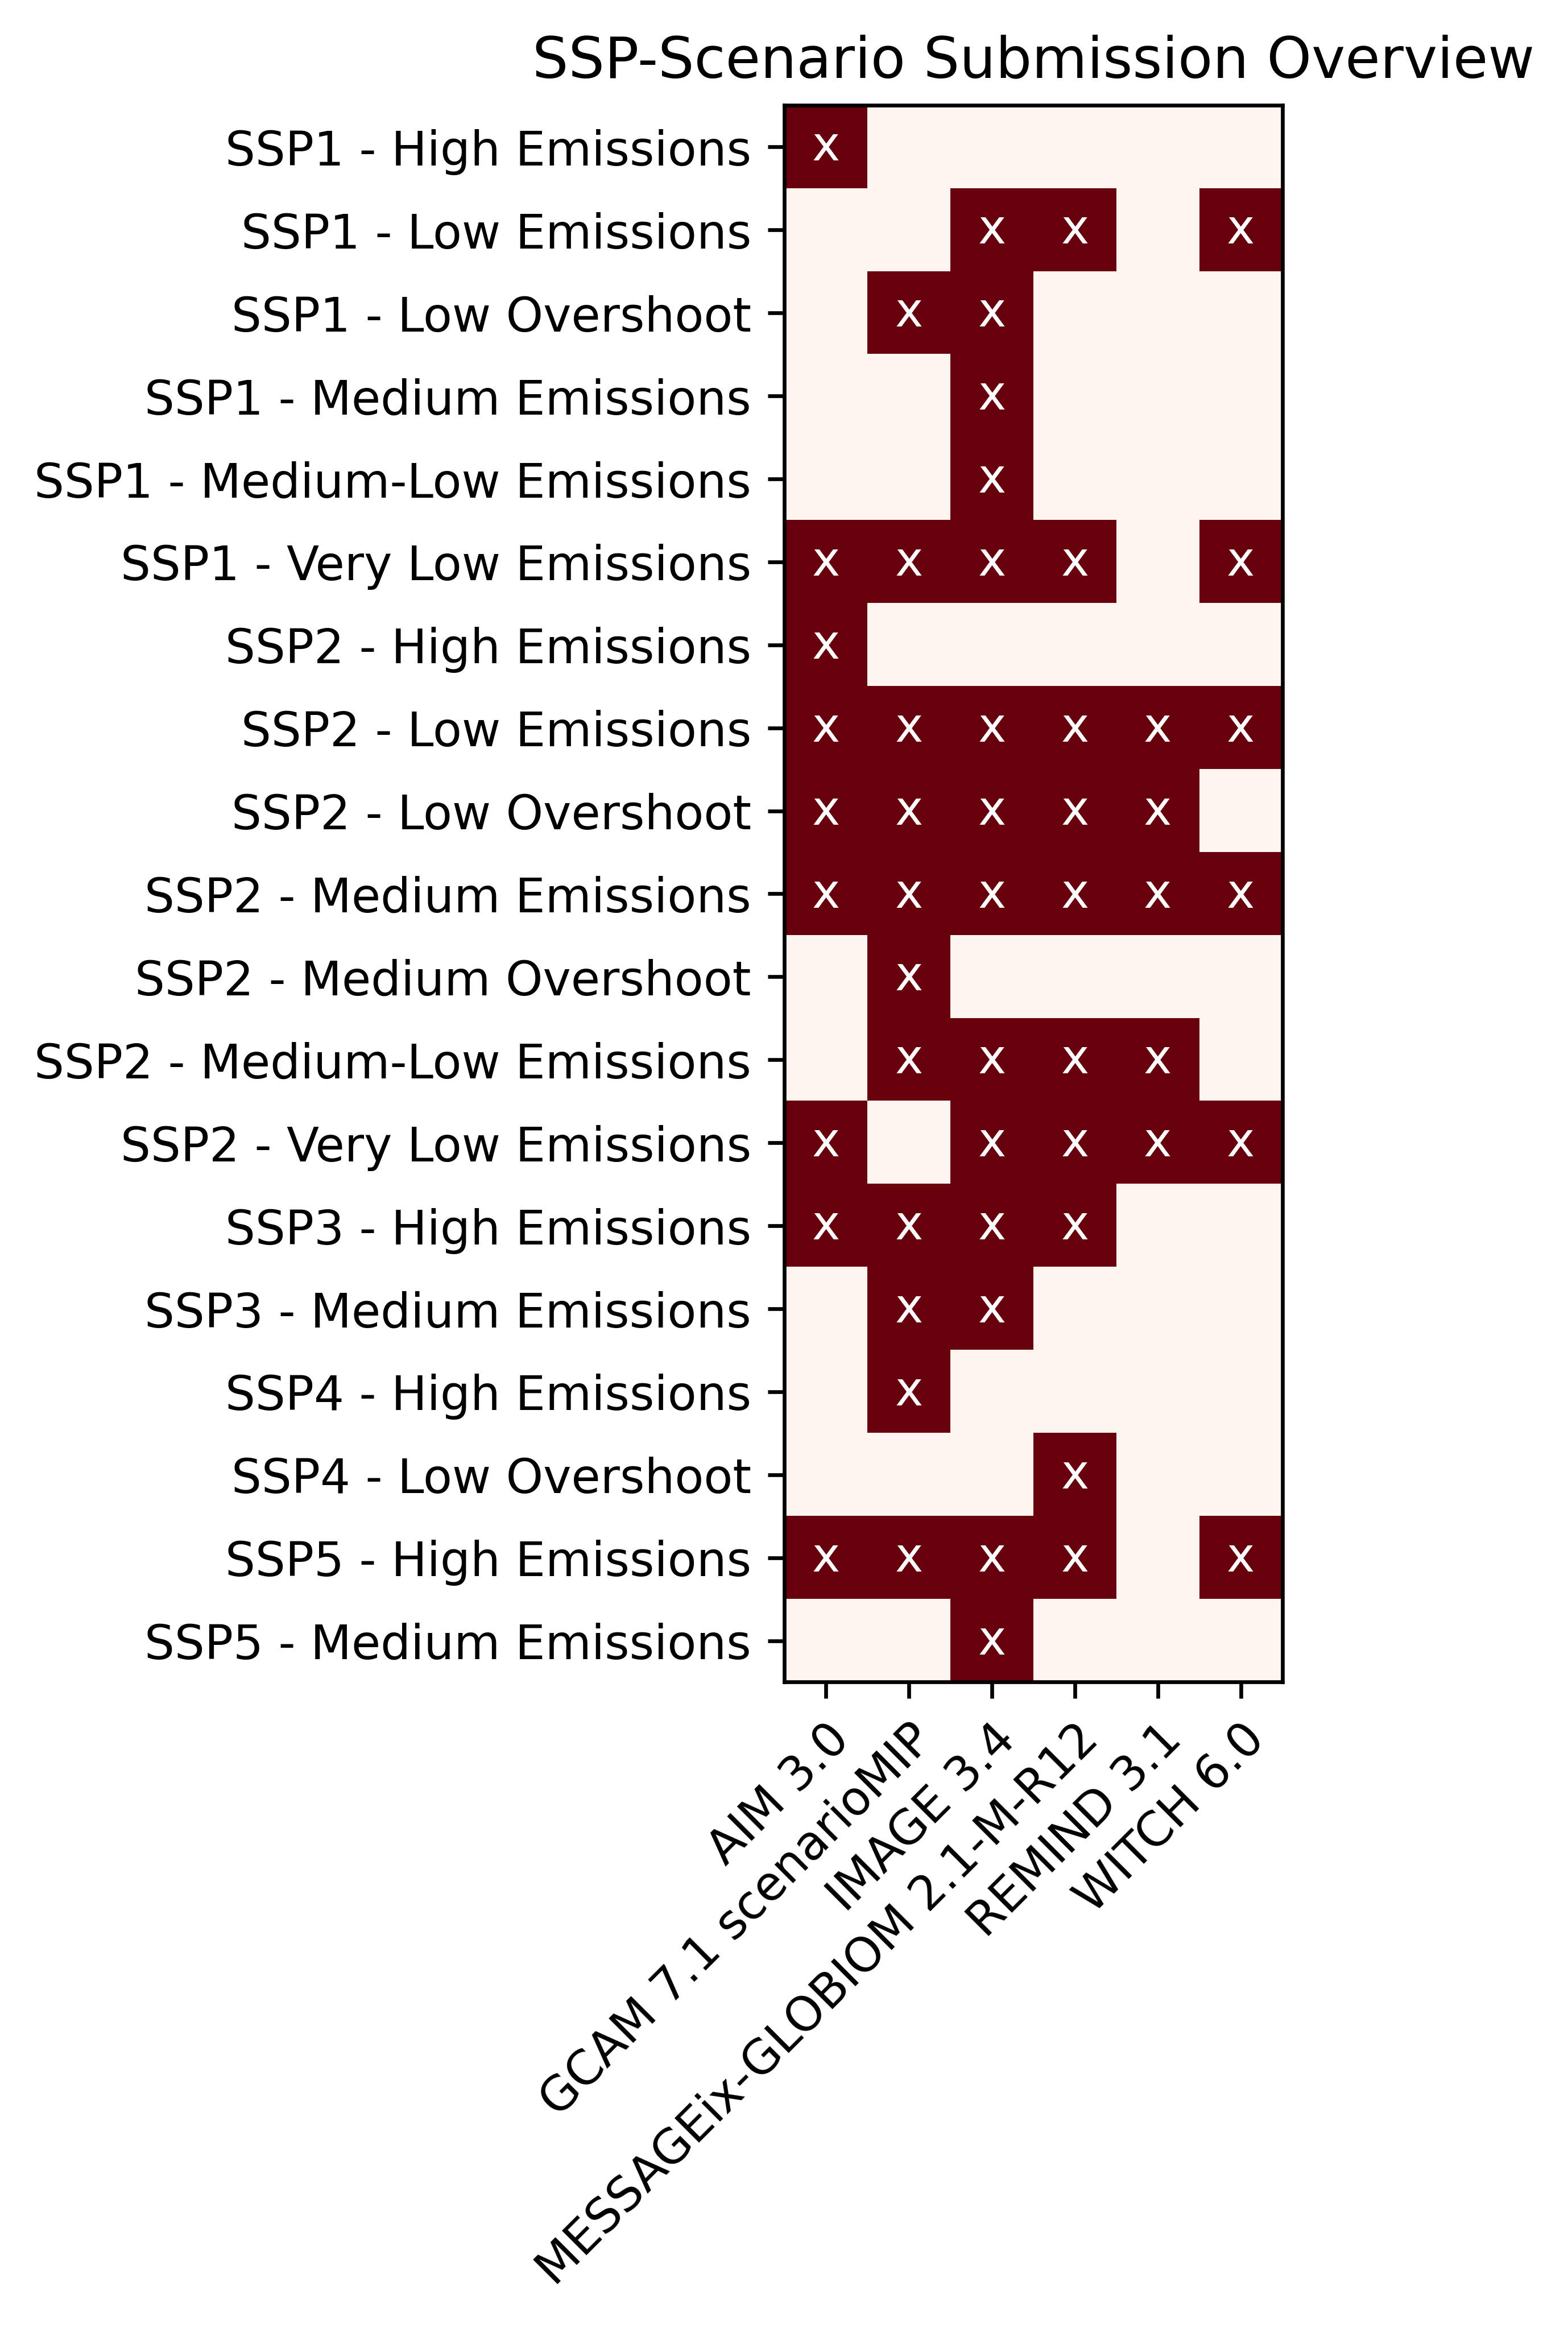 SSP-Scenario Submission Overview
SSP1 - High Emissions x
SSP1 - Low Emissions x x x
SSP1 - Low Overshoot x x
SSP1 - Medium Emissions x
SSP1 - Medium-Low Emissions x
SSP1 - Very Low Emissions x x x x x
SSP2 - High Emissions x
SSP2 - Low Emissions x x x x x x
SSP2 - Low Overshoot x x x x x
SSP2 - Medium Emissions x x x x x x
SSP2 - Medium Overshoot x
SSP2 - Medium-Low Emissions x x x x
SSP2 - Very Low Emissions x x x x x
SSP3 - High Emissions x x x x
SSP3 - Medium Emissions x x
SSP4 - High Emissions x
SSP4 - Low Overshoot x
SSP5 - High Emissions x x x x x
SSP5 - Medium Emissions x
AIM 3.0
GCAM 7.1 scenarioMIP
IMAGE 3.4
MESSAGEix-GLOBIOM 2.1-M-R12
REMIND 3.1
WITCH 6.0